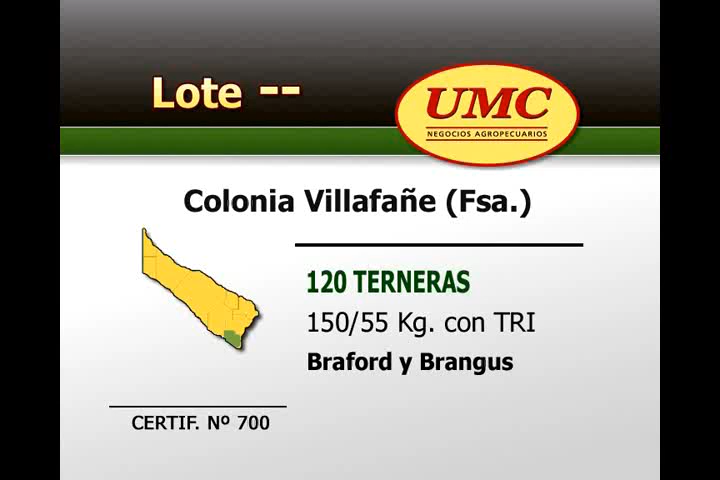 Lote --
UMC
NEGOCIOS AGROPECUARIOS
Colonia Villafañe (Fsa.)
120 TERNERAS
150/55 Kg. con TRI
Braford y Brangus
CERTIF. Nº 700